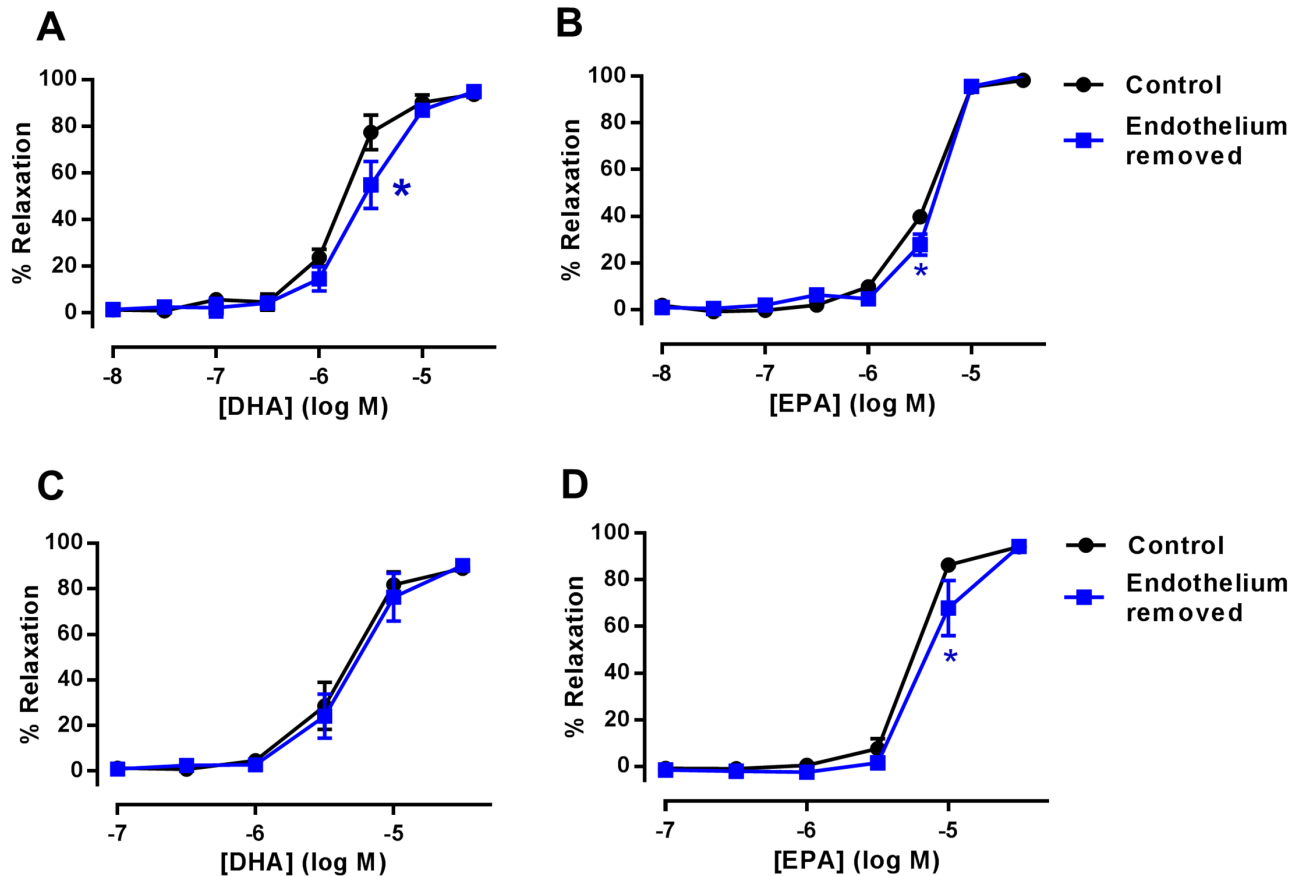 A
% Relaxation
100
80
60
40
20
0
*
-8 -7 -6 -5
[DHA] (log M)
B
% Relaxation
100
80
60
40
20
0
*
-8 -7 -6 -5
[EPA] (log M)
Control
Endothelium
removed
C
% Relaxation
100
80
60
40
20
0
-7 -6 -5
[DHA] (log M)
D
% Relaxation
100
80
60
40
20
0
*
-7 -6 -5
[EPA] (log M)
Control
Endothelium
removed